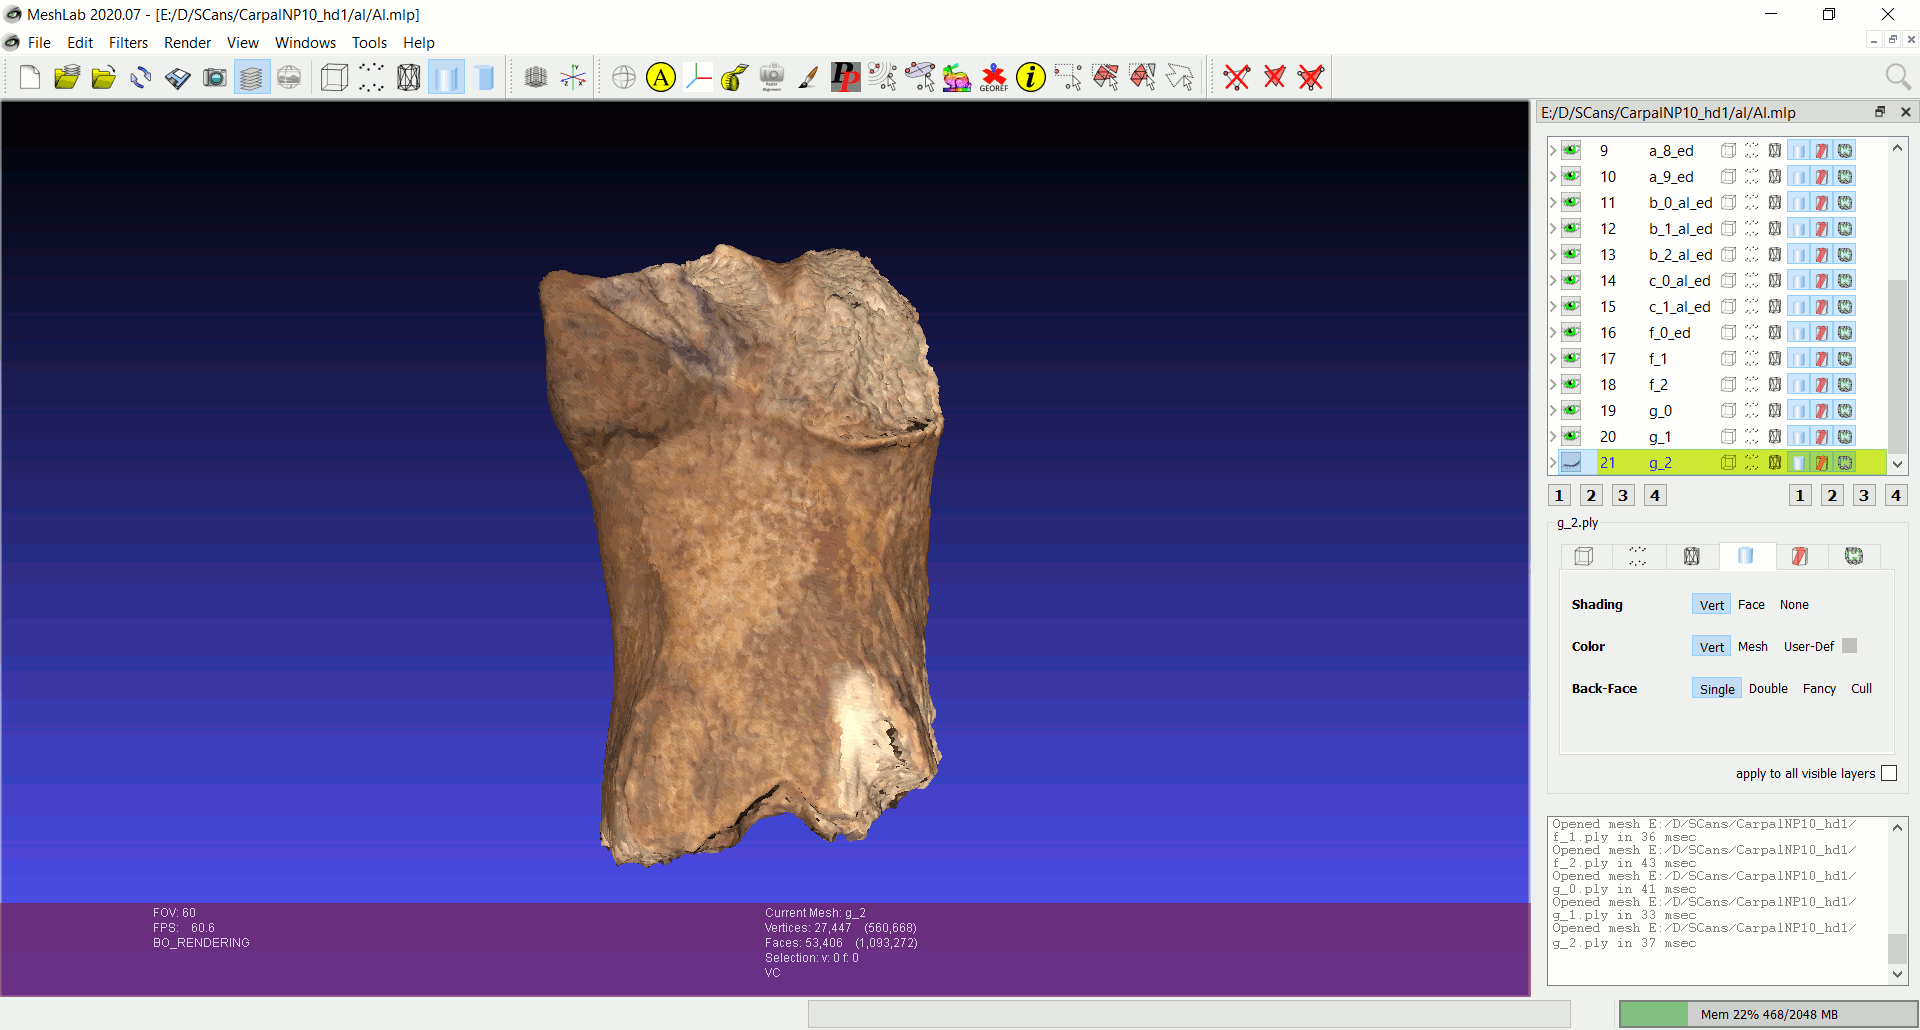 MeshLab 2020.07 - [E:/D/SCans/CarpalNP10_hd1/al/Al.mlp]
File Edit Filters Render View Windows Tools Help
A PP GEOREF i
E:/D/SCans/CarpalNP10_hd1/al/Al.mlp
9 a_8_ed
10 a_9_ed
11 b_0_al_ed
12 b_1_al_ed
13 b_2_al_ed
14 c_0_al_ed
15 c_1_al_ed
16 f_0_ed
17 f_1
18 f_2
19 g_0
20 g_1
21 g_2
1 2 3 4 1 2 3 4
g_2.ply
Shading Vert Face None
Color Vert Mesh User-Def
Back-Face Single Double Fancy Cull
apply to all visible layers
Opened mesh E:/D/SCans/CarpalNP10_hd1/
f_1.ply in 36 msec
Opened mesh E:/D/SCans/CarpalNP10_hd1/
f_2.ply in 43 msec
Opened mesh E:/D/SCans/CarpalNP10_hd1/
g_0.ply in 41 msec
Opened mesh E:/D/SCans/CarpalNP10_hd1/
g_1.ply in 33 msec
Opened mesh E:/D/SCans/CarpalNP10_hd1/
g_2.ply in 37 msec
FOV: 60
FPS: 60.6
BO_RENDERING
Current Mesh: g_2
Vertices: 27,447 (560,668)
Faces: 53,406 (1,093,272)
Selection: v: 0 f: 0
VC
Mem 22% 468/2048 MB